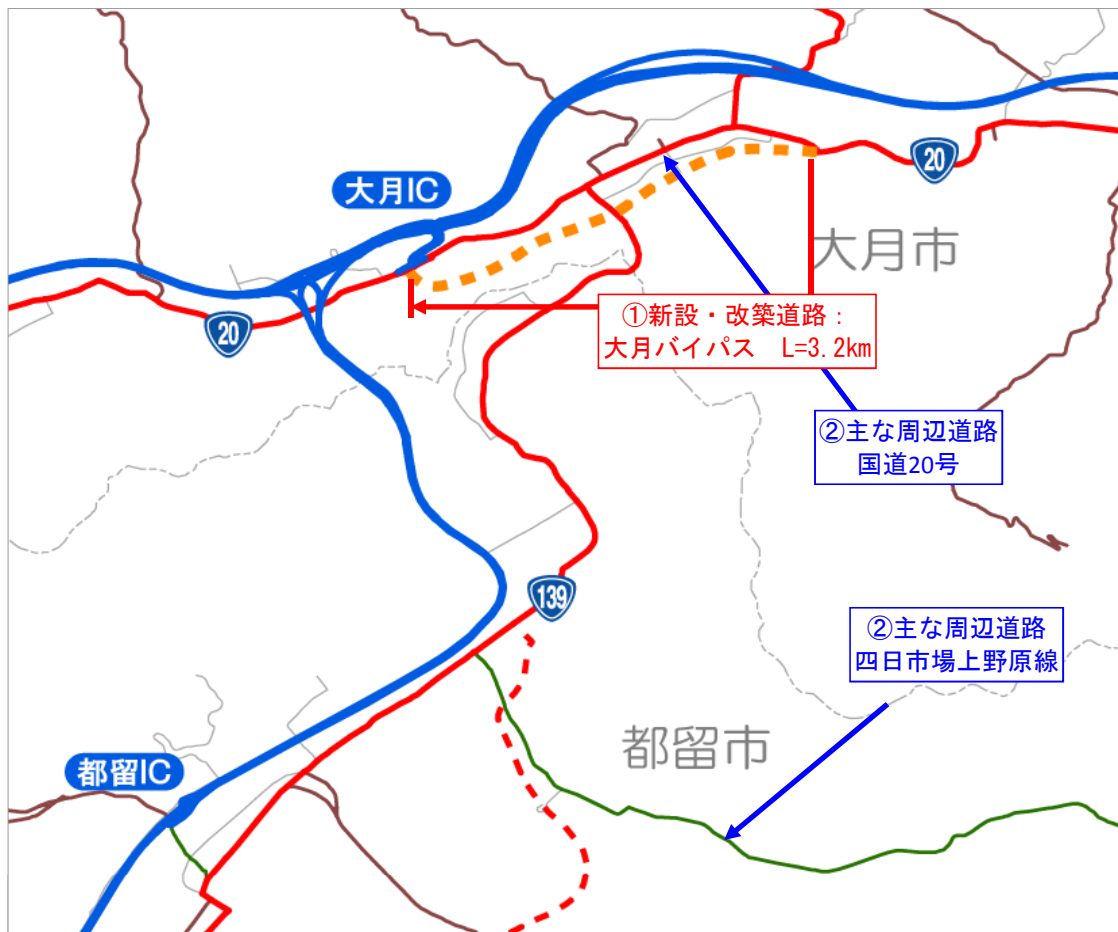 大月IC
20
大月市
20
①新設・改築道路：
大月バイパス　L=3.2km
②主な周辺道路
国道20号
139
②主な周辺道路
四日市場上野原線
都留市
都留IC